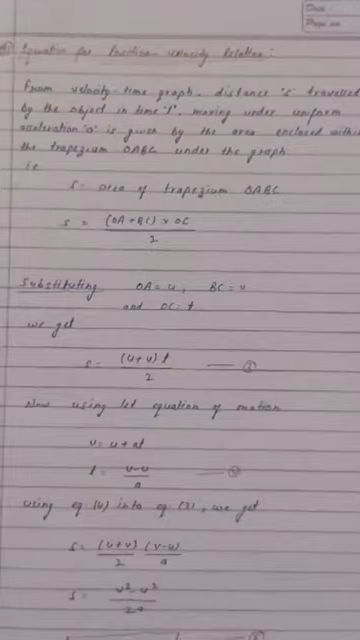 Date :
Page no :
Equation for Position velocity Relation :
From velocity-time graph, distance 's' travelled
by the object in time 't', moving under uniform
acceleration 'a' is given by the area enclosed within
the trapezium OABC under the graph
i.e
s = area of trapezium OABC
s = (OA + BC) × OC / 2
Substituting OA = u, BC = v
and OC = t
we get
s = (u+v) t / 2
Now using 1st equation of motion
v = u + at
t = v-u / a
using eq (4) into eq (3), we get
s = (u+v) / 2 (v-u) / a
s = v² - u² / 2a